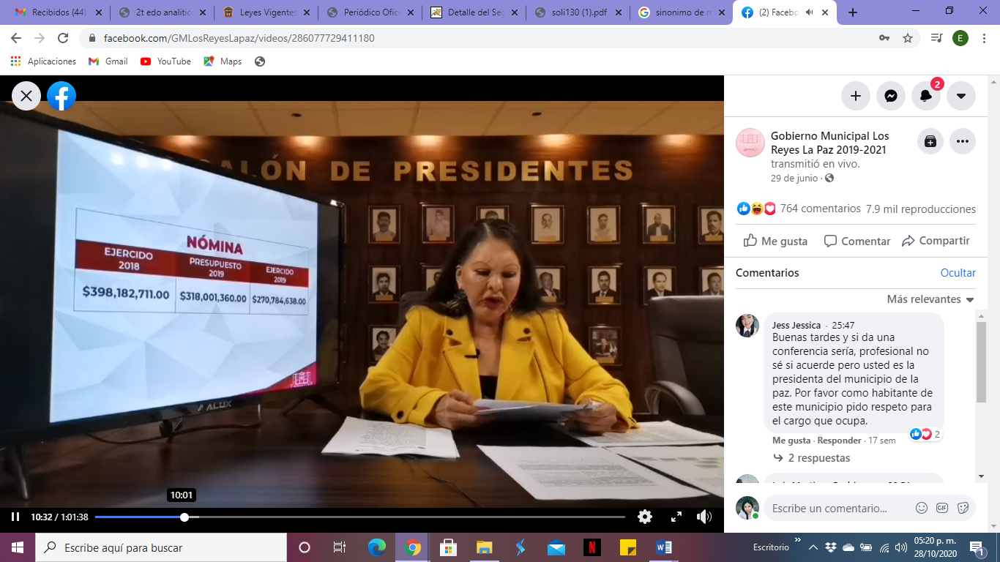 Recibidos (44)
2t edo analitic
Leyes Vigentes
Periódico Ofici
Detalle del Seg
soli130 (1).pdf
sinonimo de re
(2) Facebo
facebook.com/GMLosReyesLapaz/videos/286077729411180
E
Aplicaciones
Gmail
YouTube
Maps
SALÓN DE PRESIDENTES
NÓMINA
EJERCIDO 2018
PRESUPUESTO 2019
EJERCIDO 2019
$398,182,711.00
$318,001,360.00
$270,784,638.00
10:01
10:32 / 1:01:38
2
Gobierno Municipal Los
Reyes La Paz 2019-2021
transmitió en vivo.
29 de junio ·
764 comentarios 7.9 mil reproducciones
Me gusta
Comentar
Compartir
Comentarios
Ocultar
Más relevantes
Jess Jessica · 25:47
Buenas tardes y si da una
conferencia sería, profesional no
sé si acuerde pero usted es la
presidenta del municipio de la
paz. Por favor como habitante de
este municipio pido respeto para
el cargo que ocupa.
2
Me gusta · Responder · 17 sem
2 respuestas
Escribe un comentario...
GIF
Escribe aquí para buscar
Escritorio
05:20 p. m.
28/10/2020
1